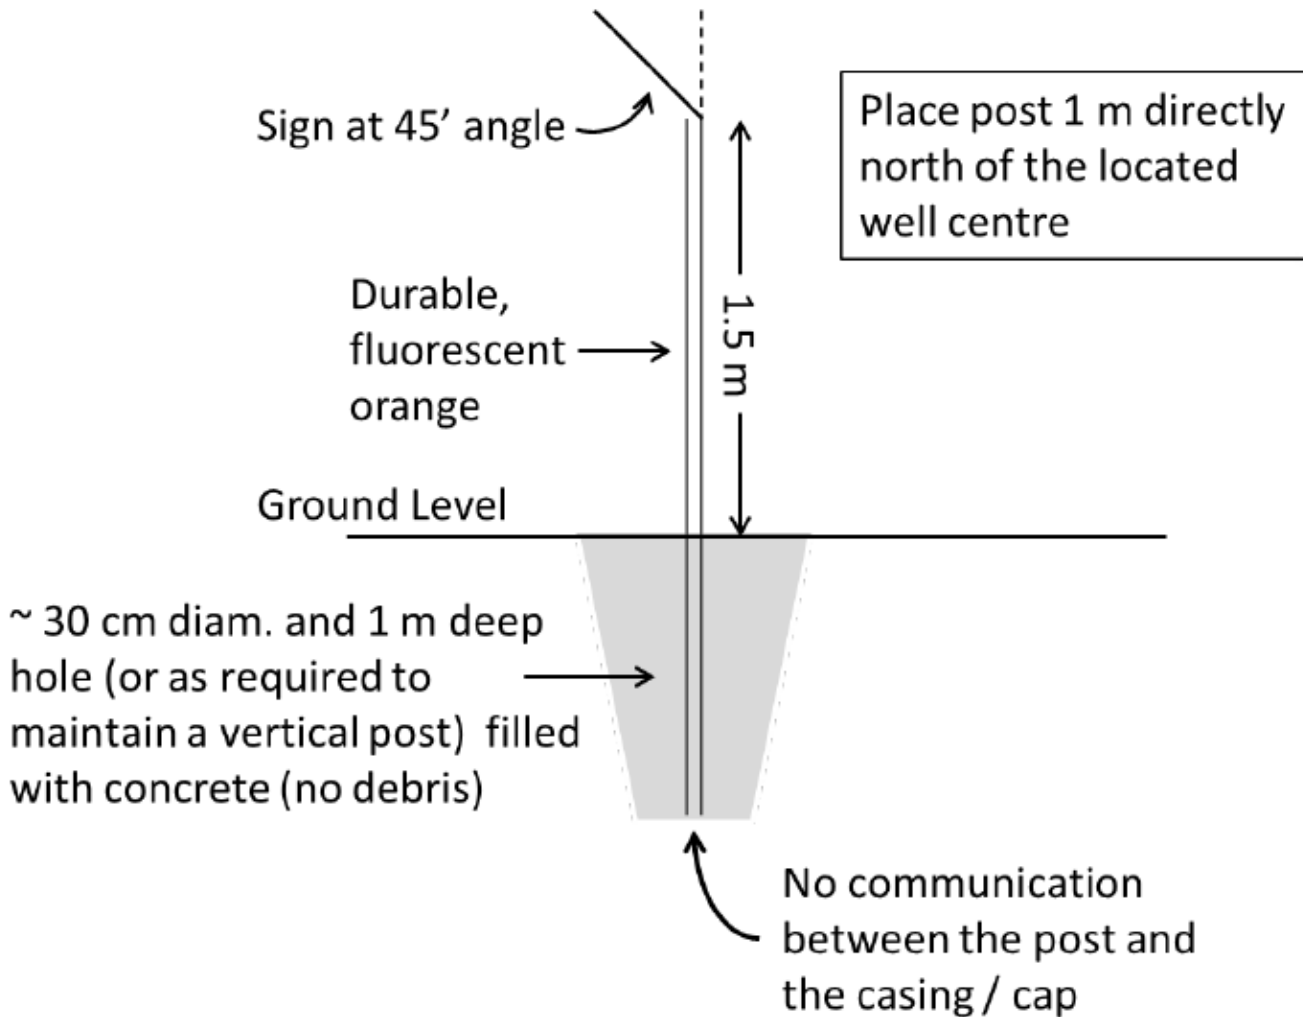 Sign at 45’ angle
Place post 1 m directly
north of the located
well centre
Durable,
fluorescent
orange
1.5 m
Ground Level
~ 30 cm diam. and 1 m deep
hole (or as required to
maintain a vertical post)  filled
with concrete (no debris)
No communication
between the post and
the casing / cap